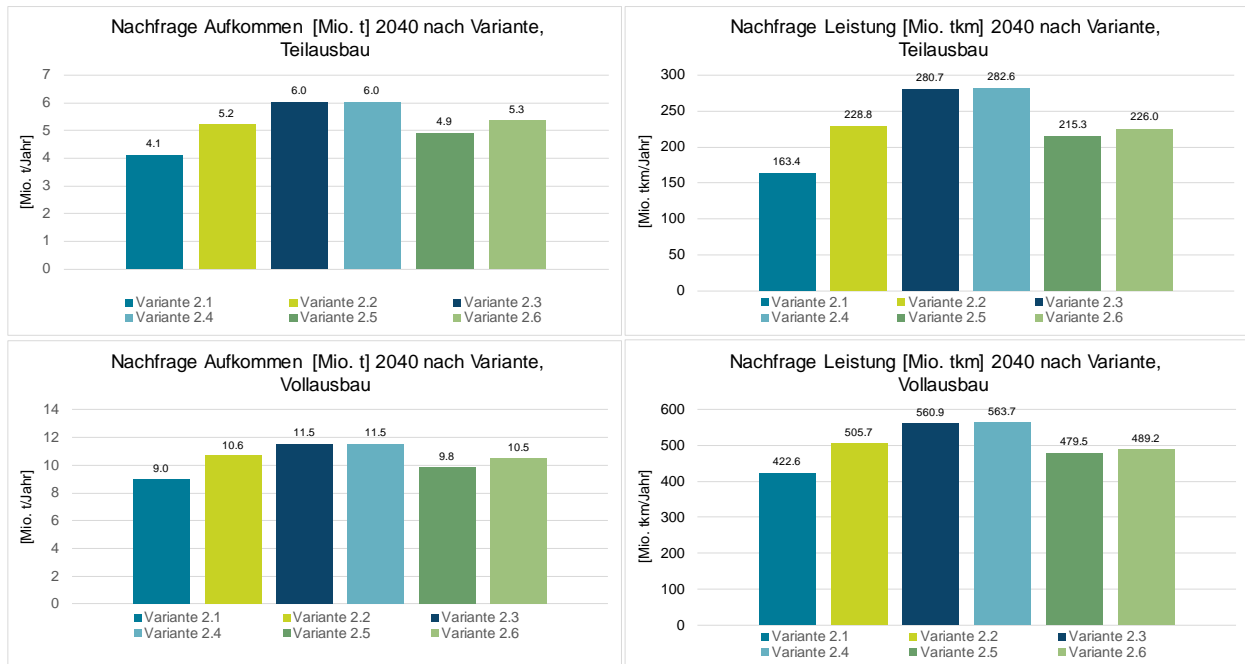 Nachfrage Aufkommen [Mio. t] 2040 nach Variante,
Teilausbau
[Mio. t/Jahr]
7
6
5
4
3
2
1
0
4.1
5.2
6.0
6.0
4.9
5.3
Variante 2.1
Variante 2.2
Variante 2.3
Variante 2.4
Variante 2.5
Variante 2.6
Nachfrage Leistung [Mio. tkm] 2040 nach Variante,
Teilausbau
[Mio. tkm/Jahr]
300
250
200
150
100
50
0
163.4
228.8
280.7
282.6
215.3
226.0
Variante 2.1
Variante 2.2
Variante 2.3
Variante 2.4
Variante 2.5
Variante 2.6
Nachfrage Aufkommen [Mio. t] 2040 nach Variante,
Vollausbau
[Mio. t/Jahr]
14
12
10
8
6
4
2
0
9.0
10.6
11.5
11.5
9.8
10.5
Variante 2.1
Variante 2.2
Variante 2.3
Variante 2.4
Variante 2.5
Variante 2.6
Nachfrage Leistung [Mio. tkm] 2040 nach Variante,
Vollausbau
[Mio. tkm/Jahr]
600
500
400
300
200
100
0
422.6
505.7
560.9
563.7
479.5
489.2
Variante 2.1
Variante 2.2
Variante 2.3
Variante 2.4
Variante 2.5
Variante 2.6